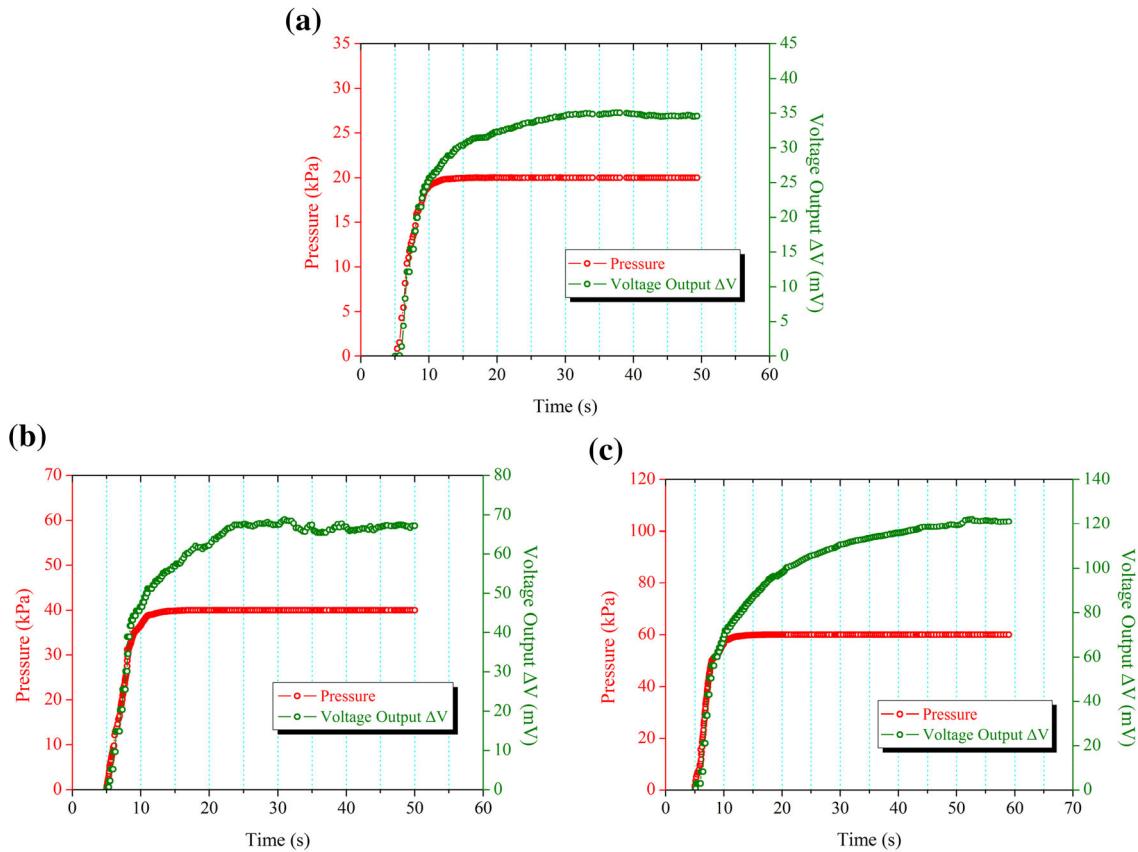 (a)
35
30
25
20
15
10
5
0
Pressure (kPa)
45
40
35
30
25
20
15
10
5
0
Voltage Output ΔV (mV)
Pressure
Voltage Output ΔV
0 10 20 30 40 50 60
Time (s)
(b)
70
60
50
40
30
20
10
0
Pressure (kPa)
80
70
60
50
40
30
20
10
0
Voltage Output ΔV (mV)
Pressure
Voltage Output ΔV
0 10 20 30 40 50 60
Time (s)
(c)
120
100
80
60
40
20
0
Pressure (kPa)
140
120
100
80
60
40
20
0
Voltage Output ΔV (mV)
Pressure
Voltage Output ΔV
0 10 20 30 40 50 60 70
Time (s)